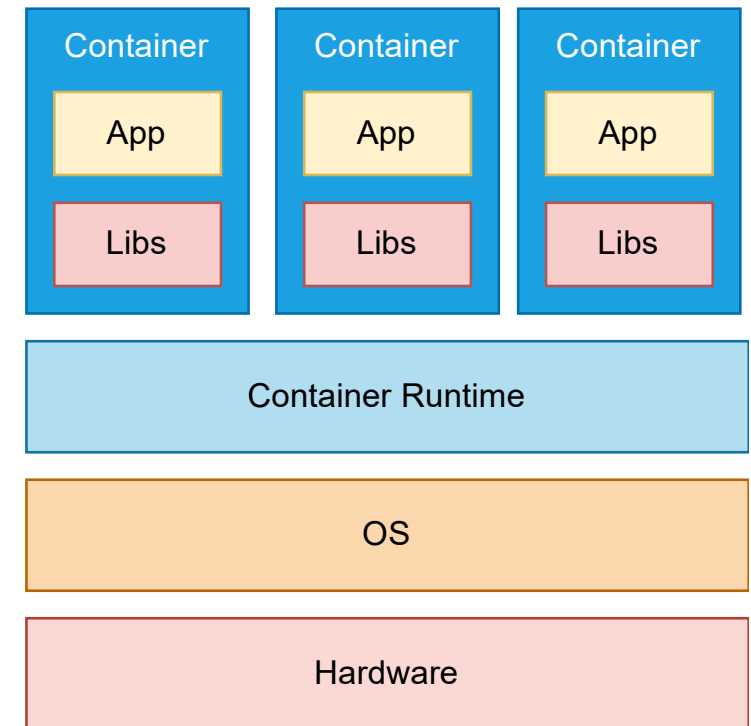 Container Container Container
App App App
Libs Libs Libs
Container Runtime
OS
Hardware